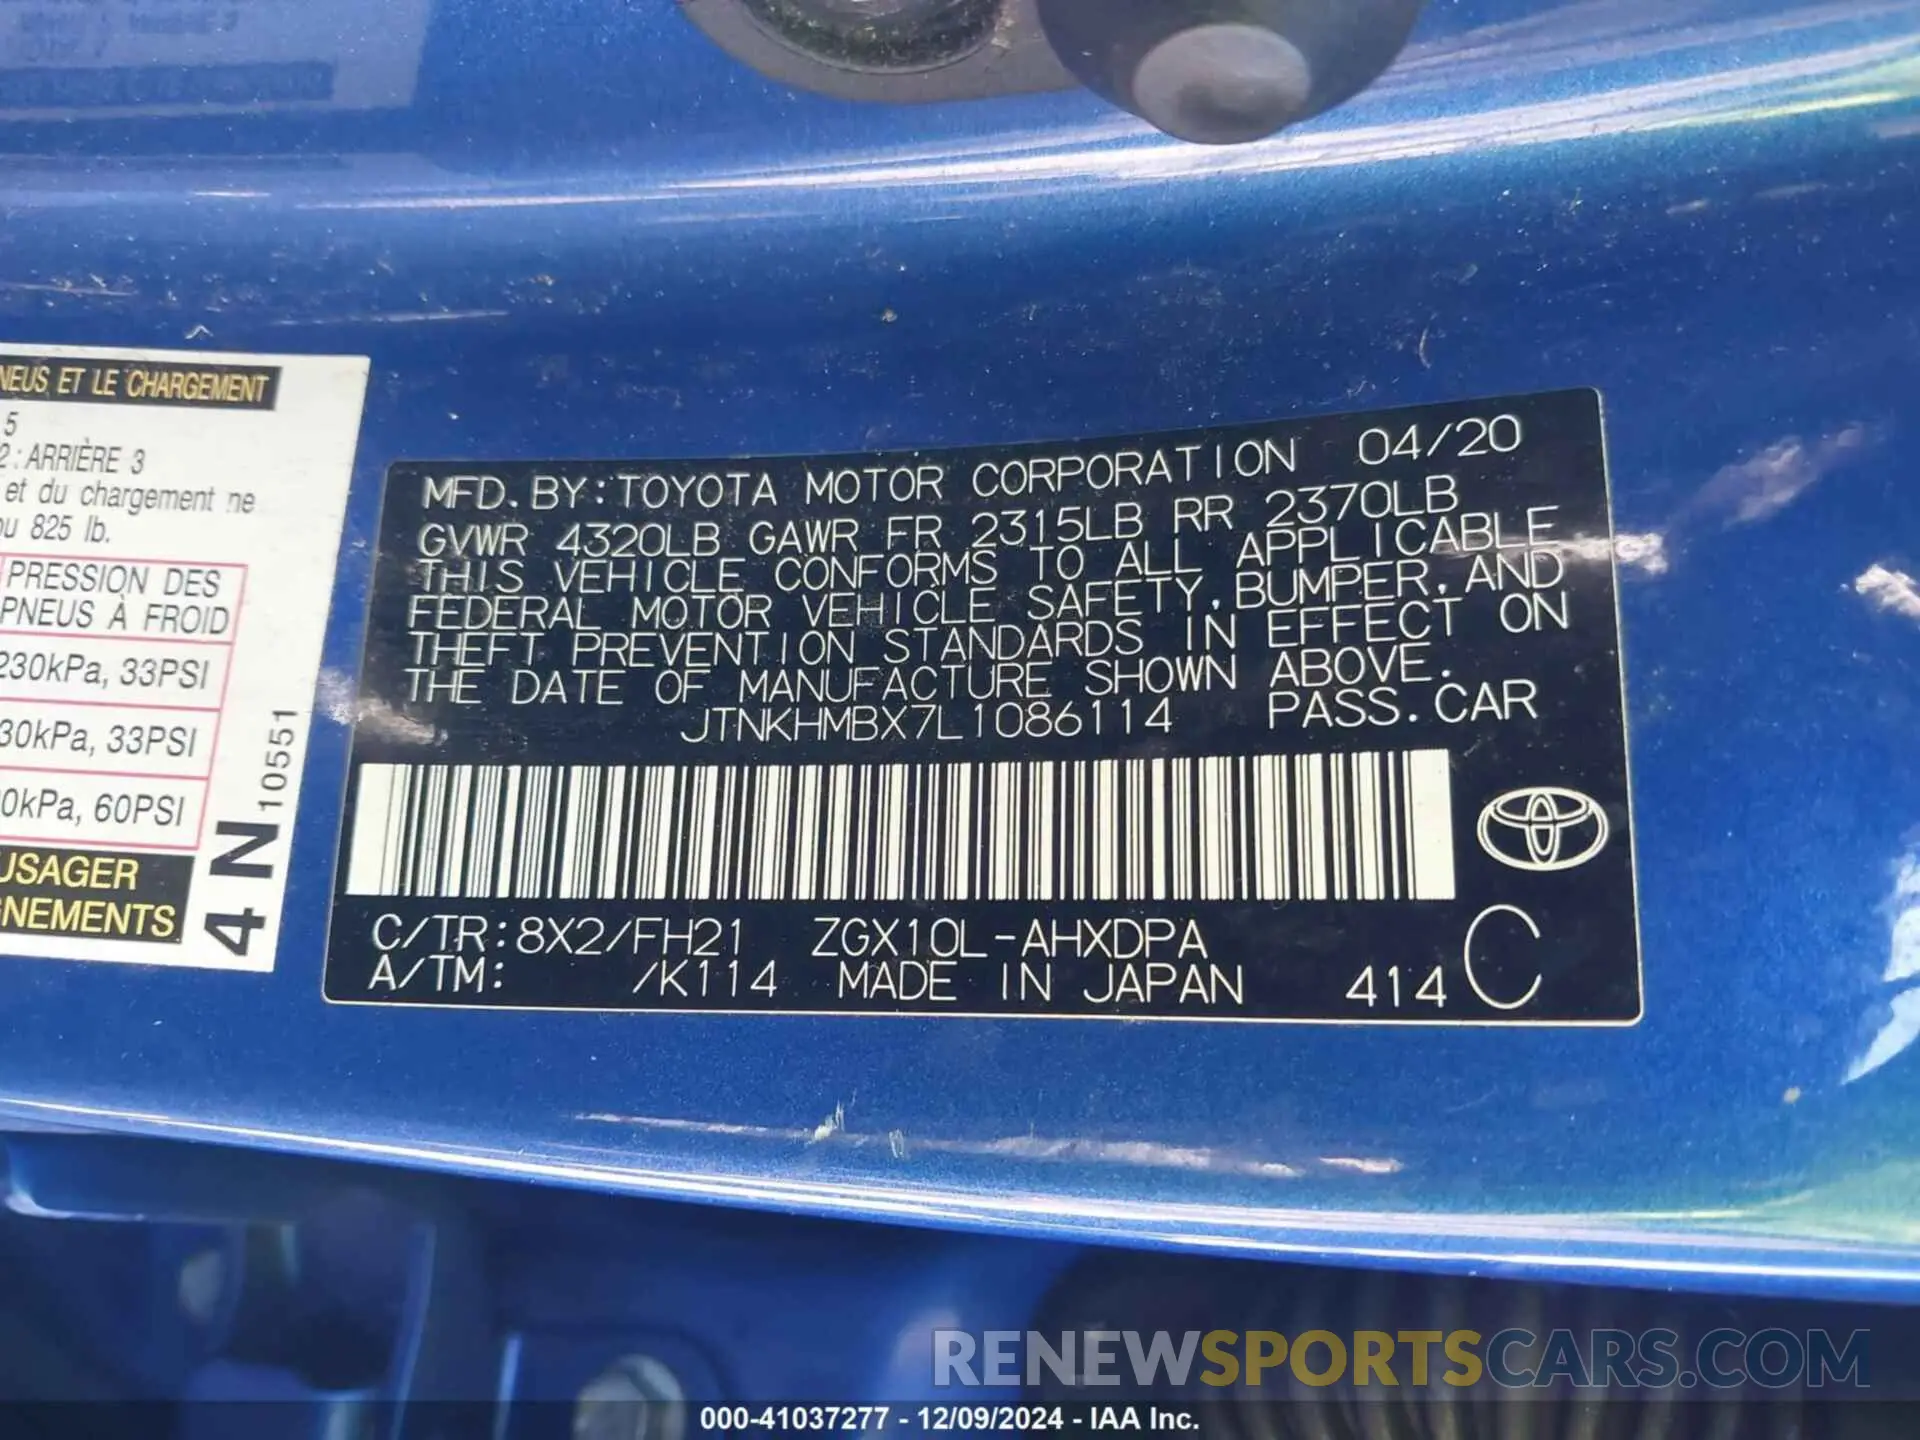 NEUS ET LE CHARGEMENT
5
2: ARRIÈRE 3
et du chargement ne
ou 825 lb.
PRESSION DES
PNEUS À FROID
230kPa, 33PSI
30kPa, 33PSI
0kPa, 60PSI
USAGER
GNEMENTS
4 N 10551
MFD. BY: TOYOTA MOTOR CORPORATION 04/20
GVWR 4320LB GAWR FR 2315LB RR 2370LB
THIS VEHICLE CONFORMS TO ALL APPLICABLE
FEDERAL MOTOR VEHICLE SAFETY, BUMPER, AND
THEFT PREVENTION STANDARDS IN EFFECT ON
THE DATE OF MANUFACTURE SHOWN ABOVE.
JTNKHMBX7L1086114 PASS. CAR
C/TR: 8X2/FH21 ZGX10L-AHXDPA
A/TM: /K114 MADE IN JAPAN 414 C
RENEWSPORTSCARS.COM
000-41037277 - 12/09/2024 - IAA Inc.